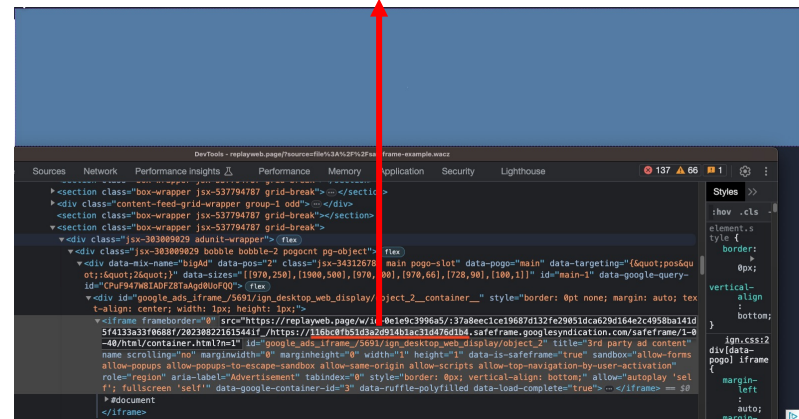 DevTools - replayweb.page/?source=file%3A%2F%2Fsa frame-example.wacz
Sources Network Performance insights Performance Memory Application Security Lighthouse 137 66 1
<section class="box-wrapper jsx-537794787 grid-break"> … </section>
<div class="content-feed-grid-wrapper group-1 odd"> … </div>
<section class="box-wrapper jsx-537794787 grid-break"></section>
<section class="box-wrapper jsx-537794787 grid-break">
<div class="jsx-303009029 adunit-wrapper"> flex
<div class="jsx-303009029 bobble bobble-2 pogocnt pg-object"> flex
<div data-mix-name="bigAd" data-pos="2" class="jsx-34312678 main pogo-slot" data-pogo="main" data-targeting="{&quot;pos&qu
ot;:&quot;2&quot;}" data-sizes="[[970,250],[1900,500],[970, 00],[970,66],[728,90],[100,1]]" id="main-1" data-google-query-
id="CPuF947W8IADFZBTaAgd0UoFQQ"> flex
<div id="google_ads_iframe_/5691/ign_desktop_web_display/ bject_2__container__" style="border: 0pt none; margin: auto; tex
t-align: center; width: 1px; height: 1px;">
<iframe frameborder="0" src="https://replayweb.page/w/i 0e1e9c3996a5/:37a8eec1ce19687d132fe29051dca629d164e2c4958ba141d
5f4133a33f0688f/20230822161544if_/https://116bc0fb51d3a2d914b1ac31d476d1b4.safeframe.googlesyndication.com/safeframe/1-0
-40/html/container.html?n=1" id="google_ads_iframe_/5691/ign_desktop_web_display/object_2" title="3rd party ad content"
name scrolling="no" marginwidth="0" marginheight="0" width="1" height="1" data-is-safeframe="true" sandbox="allow-forms
allow-popups allow-popups-to-escape-sandbox allow-same-origin allow-scripts allow-top-navigation-by-user-activation"
role="region" aria-label="Advertisement" tabindex="0" style="border: 0px; vertical-align: bottom;" allow="autoplay 'sel
f'; fullscreen 'self'" data-google-container-id="3" data-ruffle-polyfilled data-load-complete="true"> … </iframe> == $0
#document
</iframe>
Styles
:hov .cls
element.s
tyle {
border:
0px;
vertical-
align
:
bottom;
}
ign.css:2
div[data-
pogo] iframe
{
margin-
left
:
auto;
margin-